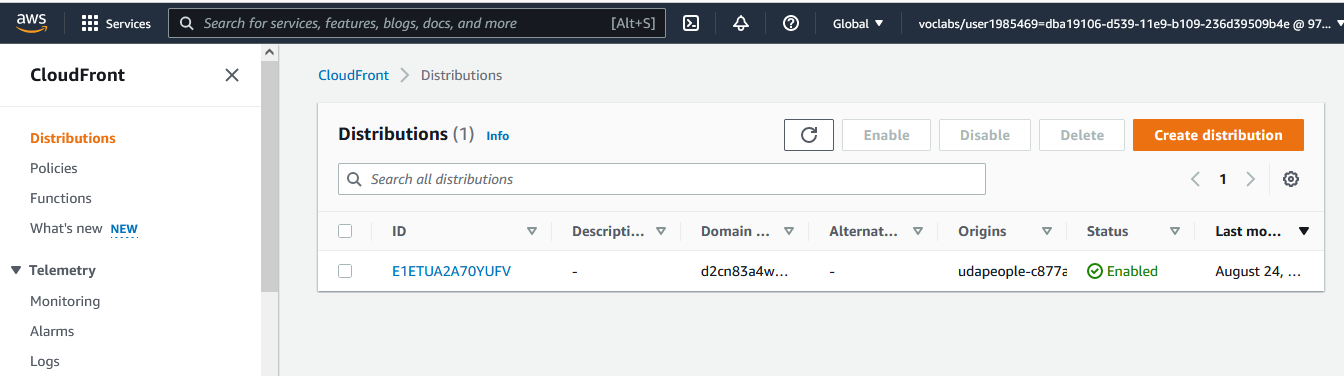 aws Services Search for services, features, blogs, docs, and more [Alt+S] Global voclabs/user1985469=dba19106-d539-11e9-b109-236d39509b4e @ 97...
CloudFront
Distributions
Policies
Functions
What's new NEW
Telemetry
Monitoring
Alarms
Logs
CloudFront Distributions
Distributions (1) Info Enable Disable Delete Create distribution
Search all distributions 1
ID Descripti... Domain ... Alternat... Origins Status Last mo...
E1ETUA2A70YUFV - d2cn83a4w... - udapeople-c877a Enabled August 24, ...